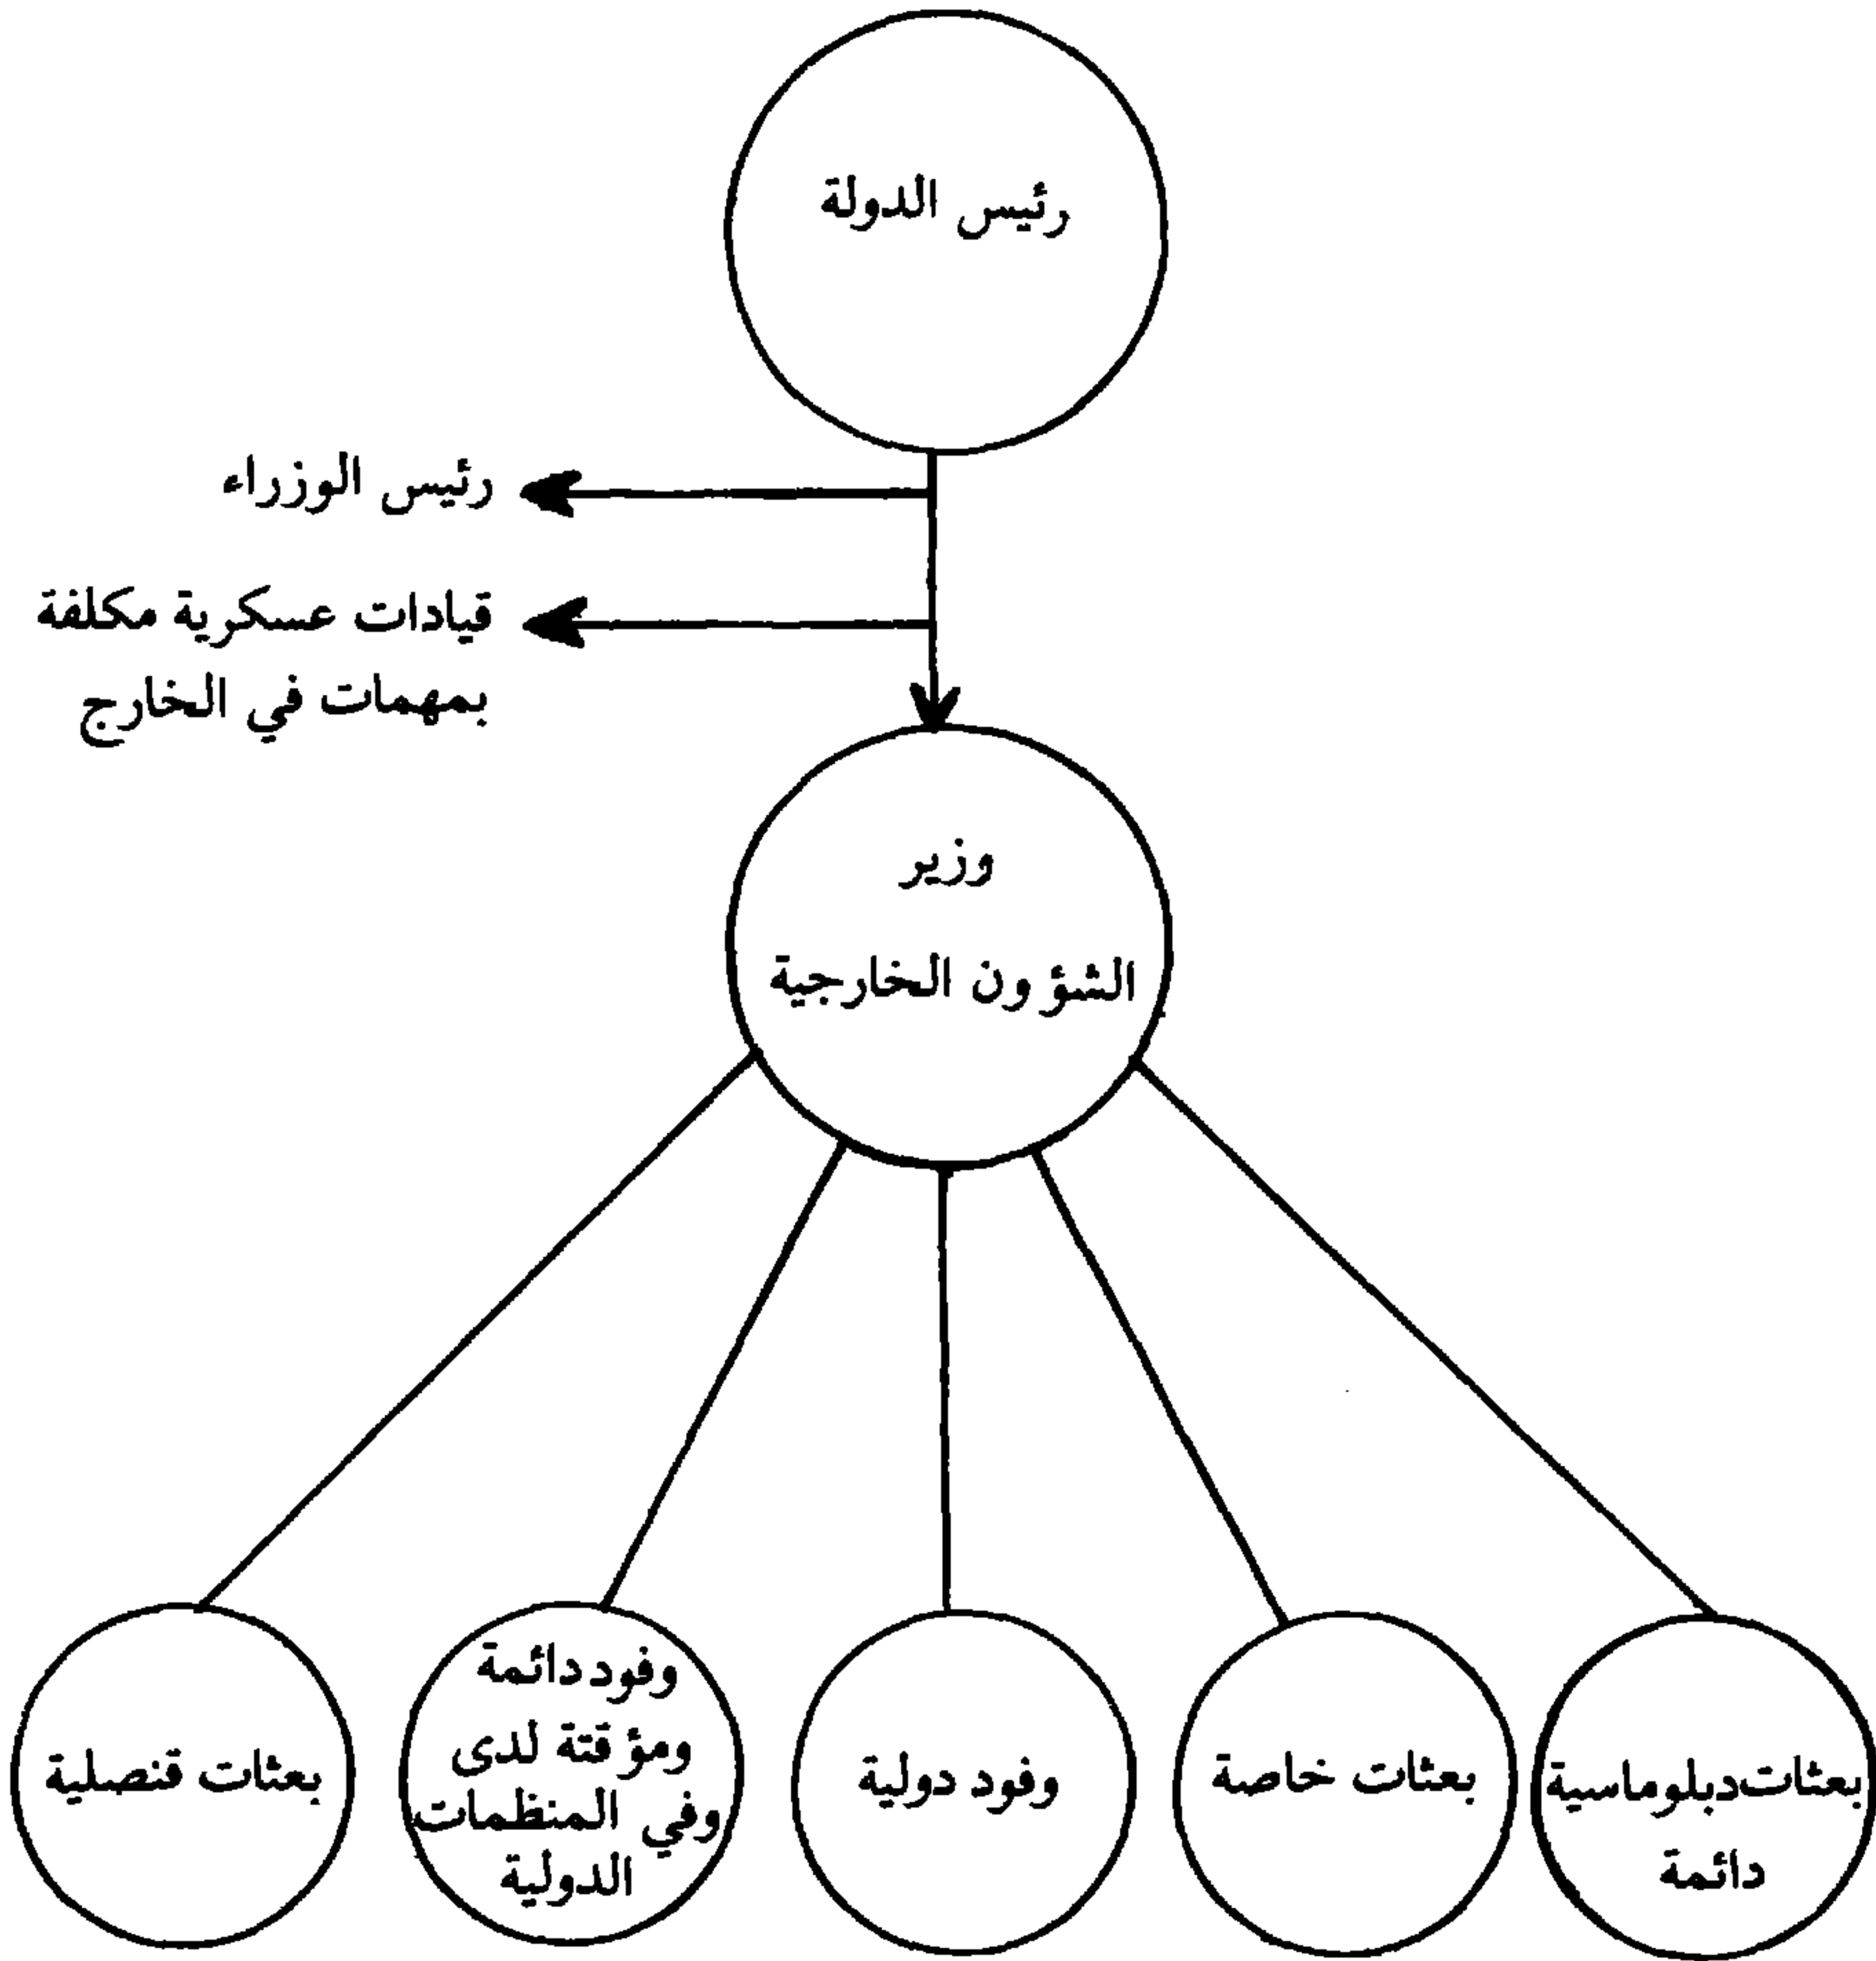 رئيس الدولة
رئيس الوزراء
قيادات عسكرية مكلفة
بمهمات في الخارج
وزير
الشؤون الخارجية
بعثات دبلوماسية
دائمة
بعثات خاصة
وفود دولية
وفود دائمة
ومؤقتة لدى
وفي المنظمات
الدولية
بعثات قنصلية